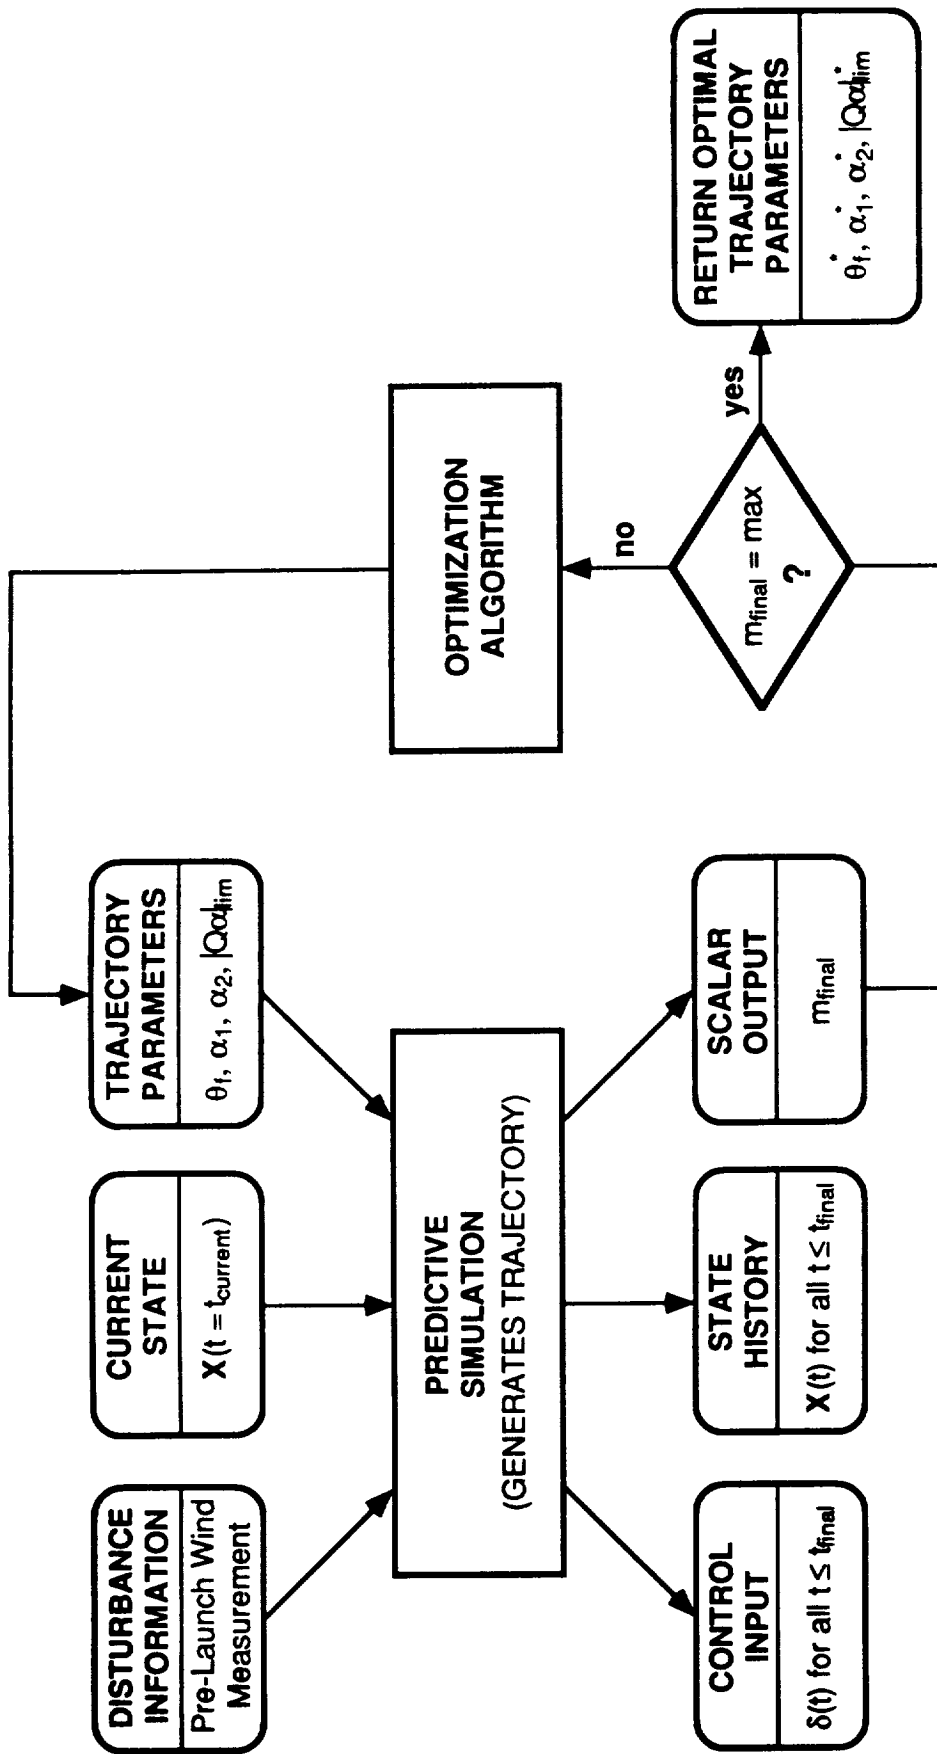 DISTURBANCE
INFORMATION
Pre-Launch Wind
Measurement
CURRENT
STATE
X(t = t_current)
TRAJECTORY
PARAMETERS
θ_f, α_1, α_2, |Qα|_lim
PREDICTIVE
SIMULATION
(GENERATES TRAJECTORY)
OPTIMIZATION
ALGORITHM
CONTROL
INPUT
δ(t) for all t ≤ t_final
STATE
HISTORY
X(t) for all t ≤ t_final
SCALAR
OUTPUT
m_final
no
m_final = max
?
yes
RETURN OPTIMAL
TRAJECTORY
PARAMETERS
θ_f^*, α_1^*, α_2^*, |Qα|_lim^*